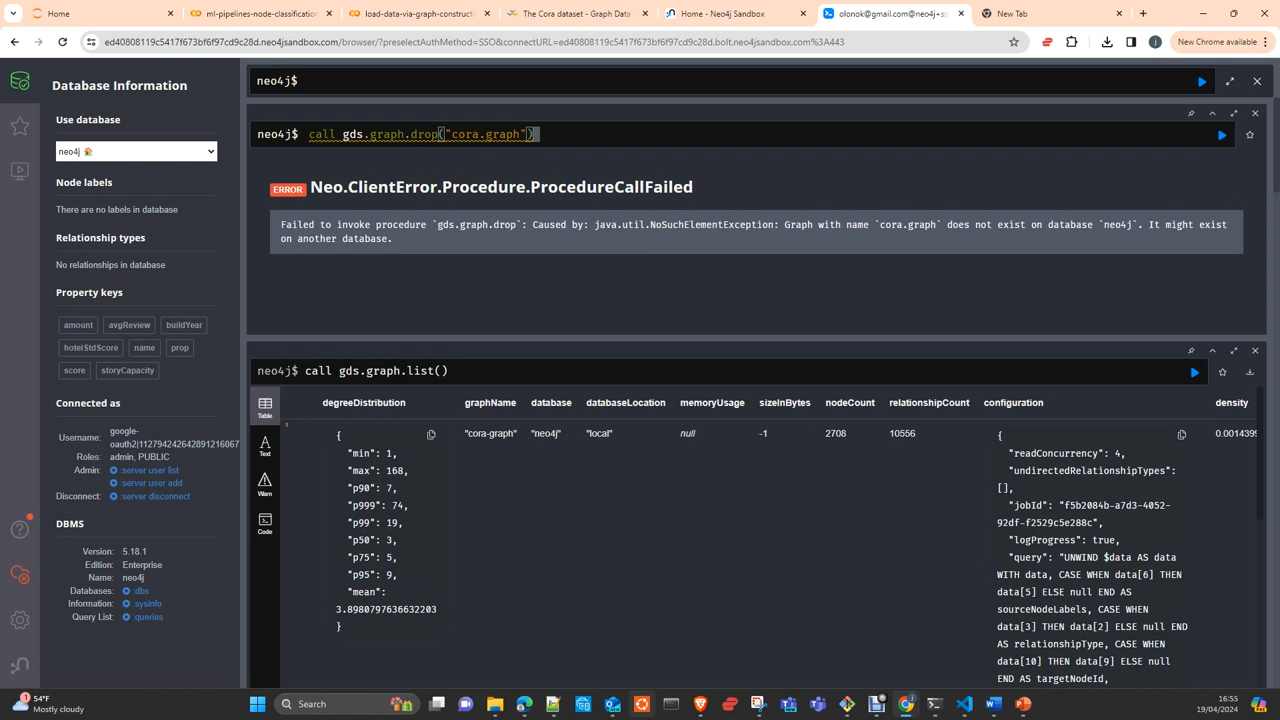 Home
ml-pipelines-node-classification
load-data-via-graph-construct
The Cora dataset - Graph Data
Home - Neo4j Sandbox
olonok@gmail.com@neo4j+s:
New Tab
ed40808119c5417f673bf6f97cd9c28d.neo4jsandbox.com/browser/?preselectAuthMethod=SSO&connectURL=ed40808119c5417f673bf6f97cd9c28d.bolt.neo4jsandbox.com%3A443
New Chrome available
Database Information
Use database
neo4j
Node labels
There are no labels in database
Relationship types
No relationships in database
Property keys
amount avgReview buildYear
hotelStdScore name prop
score storyCapacity
Connected as
Username: google-
oauth2|112794242642891216067
Roles: admin, PUBLIC
Admin: :server user list
:server user add
Disconnect: :server disconnect
DBMS
Version: 5.18.1
Edition: Enterprise
Name: neo4j
Databases: :dbs
Information: :sysinfo
Query List: :queries
neo4j$
neo4j$ call gds.graph.drop("cora.graph")
ERROR Neo.ClientError.Procedure.ProcedureCallFailed
Failed to invoke procedure `gds.graph.drop`: Caused by: java.util.NoSuchElementException: Graph with name `cora.graph` does not exist on database `neo4j`. It might exist
on another database.
neo4j$ call gds.graph.list()
Table
Text
Warn
Code
degreeDistribution graphName database databaseLocation memoryUsage sizeInBytes nodeCount relationshipCount configuration density
1
{
"min": 1,
"max": 168,
"p90": 7,
"p999": 74,
"p99": 19,
"p50": 3,
"p75": 5,
"p95": 9,
"mean":
3.8980797636632203
}
"cora-graph" "neo4j" "local" null -1 2708 10556
{
"readConcurrency": 4,
"undirectedRelationshipTypes":
[],
"jobId": "f5b2084b-a7d3-4052-
92df-f2529c5e288c",
"logProgress": true,
"query": "UNWIND $data AS data
WITH data, CASE WHEN data[6] THEN
data[5] ELSE null END AS
sourceNodeLabels, CASE WHEN
data[3] THEN data[2] ELSE null END
AS relationshipType, CASE WHEN
data[10] THEN data[9] ELSE null
END AS targetNodeId,
0.0014399
54°F
Mostly cloudy
Search
16:55
19/04/2024